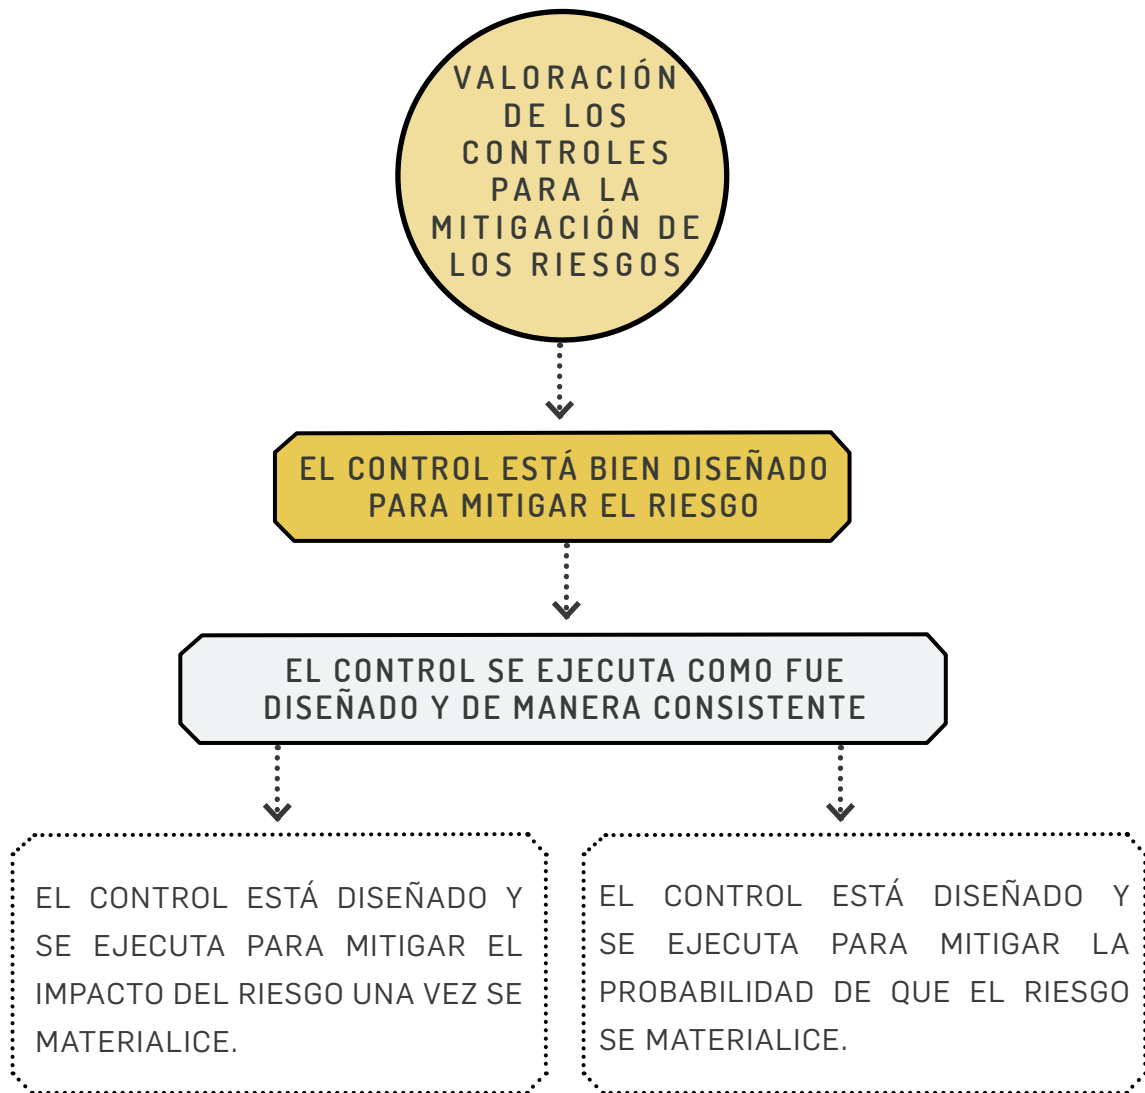 VALORACIÓN
DE LOS
CONTROLES
PARA LA
MITIGACIÓN DE
LOS RIESGOS
EL CONTROL ESTÁ BIEN DISEÑADO
PARA MITIGAR EL RIESGO
EL CONTROL SE EJECUTA COMO FUE
DISEÑADO Y DE MANERA CONSISTENTE
EL CONTROL ESTÁ DISEÑADO Y
SE EJECUTA PARA MITIGAR EL
IMPACTO DEL RIESGO UNA VEZ SE
MATERIALICE.
EL CONTROL ESTÁ DISEÑADO Y
SE EJECUTA PARA MITIGAR LA
PROBABILIDAD DE QUE EL RIESGO
SE MATERIALICE.